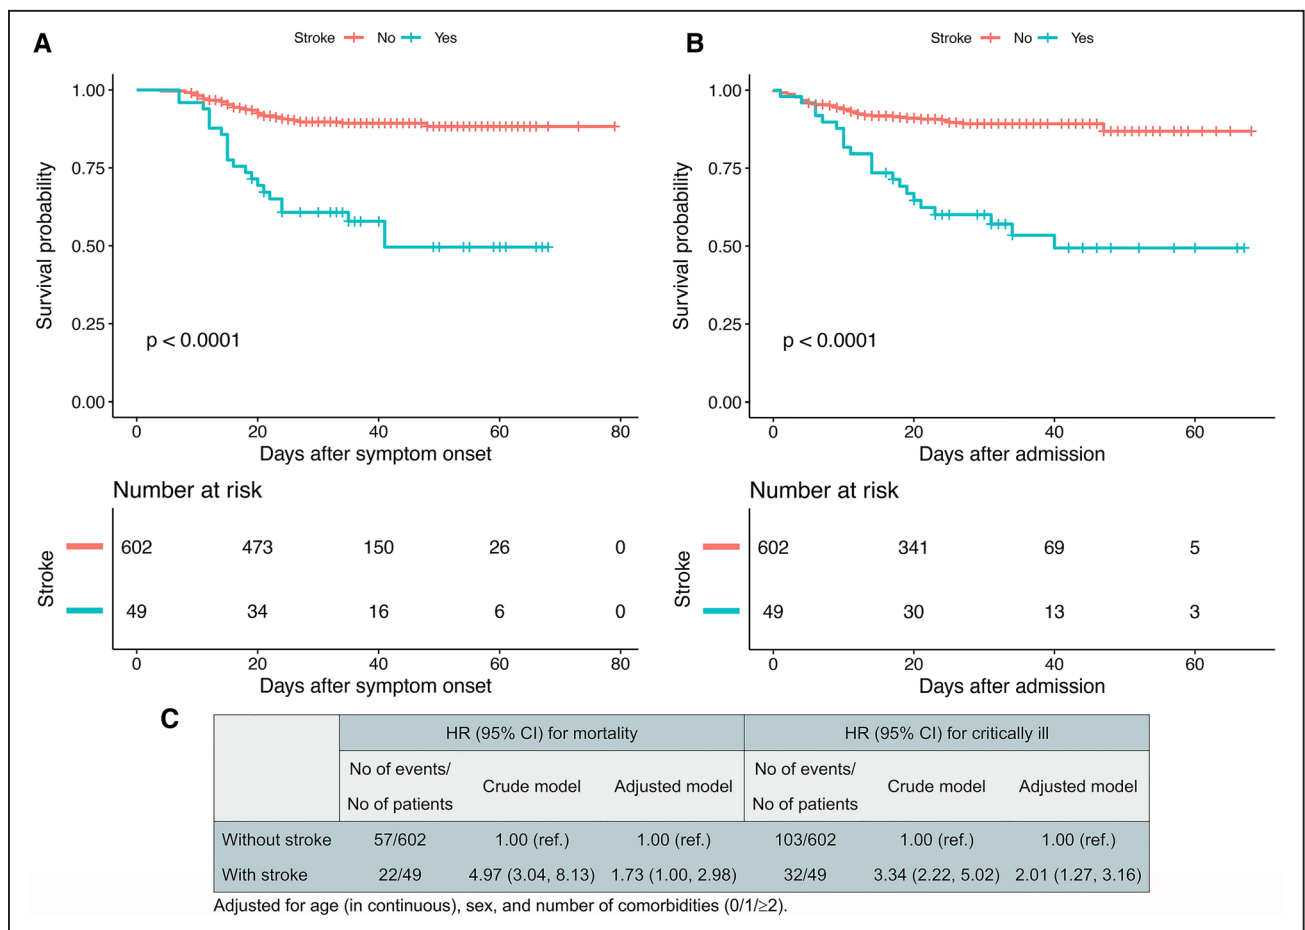 A
Stroke No Yes
Survival probability
1.00
0.75
0.50
0.25
0.00
p < 0.0001
0 20 40 60 80
Days after symptom onset
Number at risk
Stroke
602 473 150 26 0
49 34 16 6 0
0 20 40 60 80
Days after symptom onset
B
Stroke No Yes
Survival probability
1.00
0.75
0.50
0.25
0.00
p < 0.0001
0 20 40 60
Days after admission
Number at risk
Stroke
602 341 69 5
49 30 13 3
0 20 40 60
Days after admission
C
HR (95% CI) for mortality HR (95% CI) for critically ill
No of events/ No of patients Crude model Adjusted model No of events/ No of patients Crude model Adjusted model
Without stroke 57/602 1.00 (ref.) 1.00 (ref.) 103/602 1.00 (ref.) 1.00 (ref.)
With stroke 22/49 4.97 (3.04, 8.13) 1.73 (1.00, 2.98) 32/49 3.34 (2.22, 5.02) 2.01 (1.27, 3.16)
Adjusted for age (in continuous), sex, and number of comorbidities (0/1/≥2).